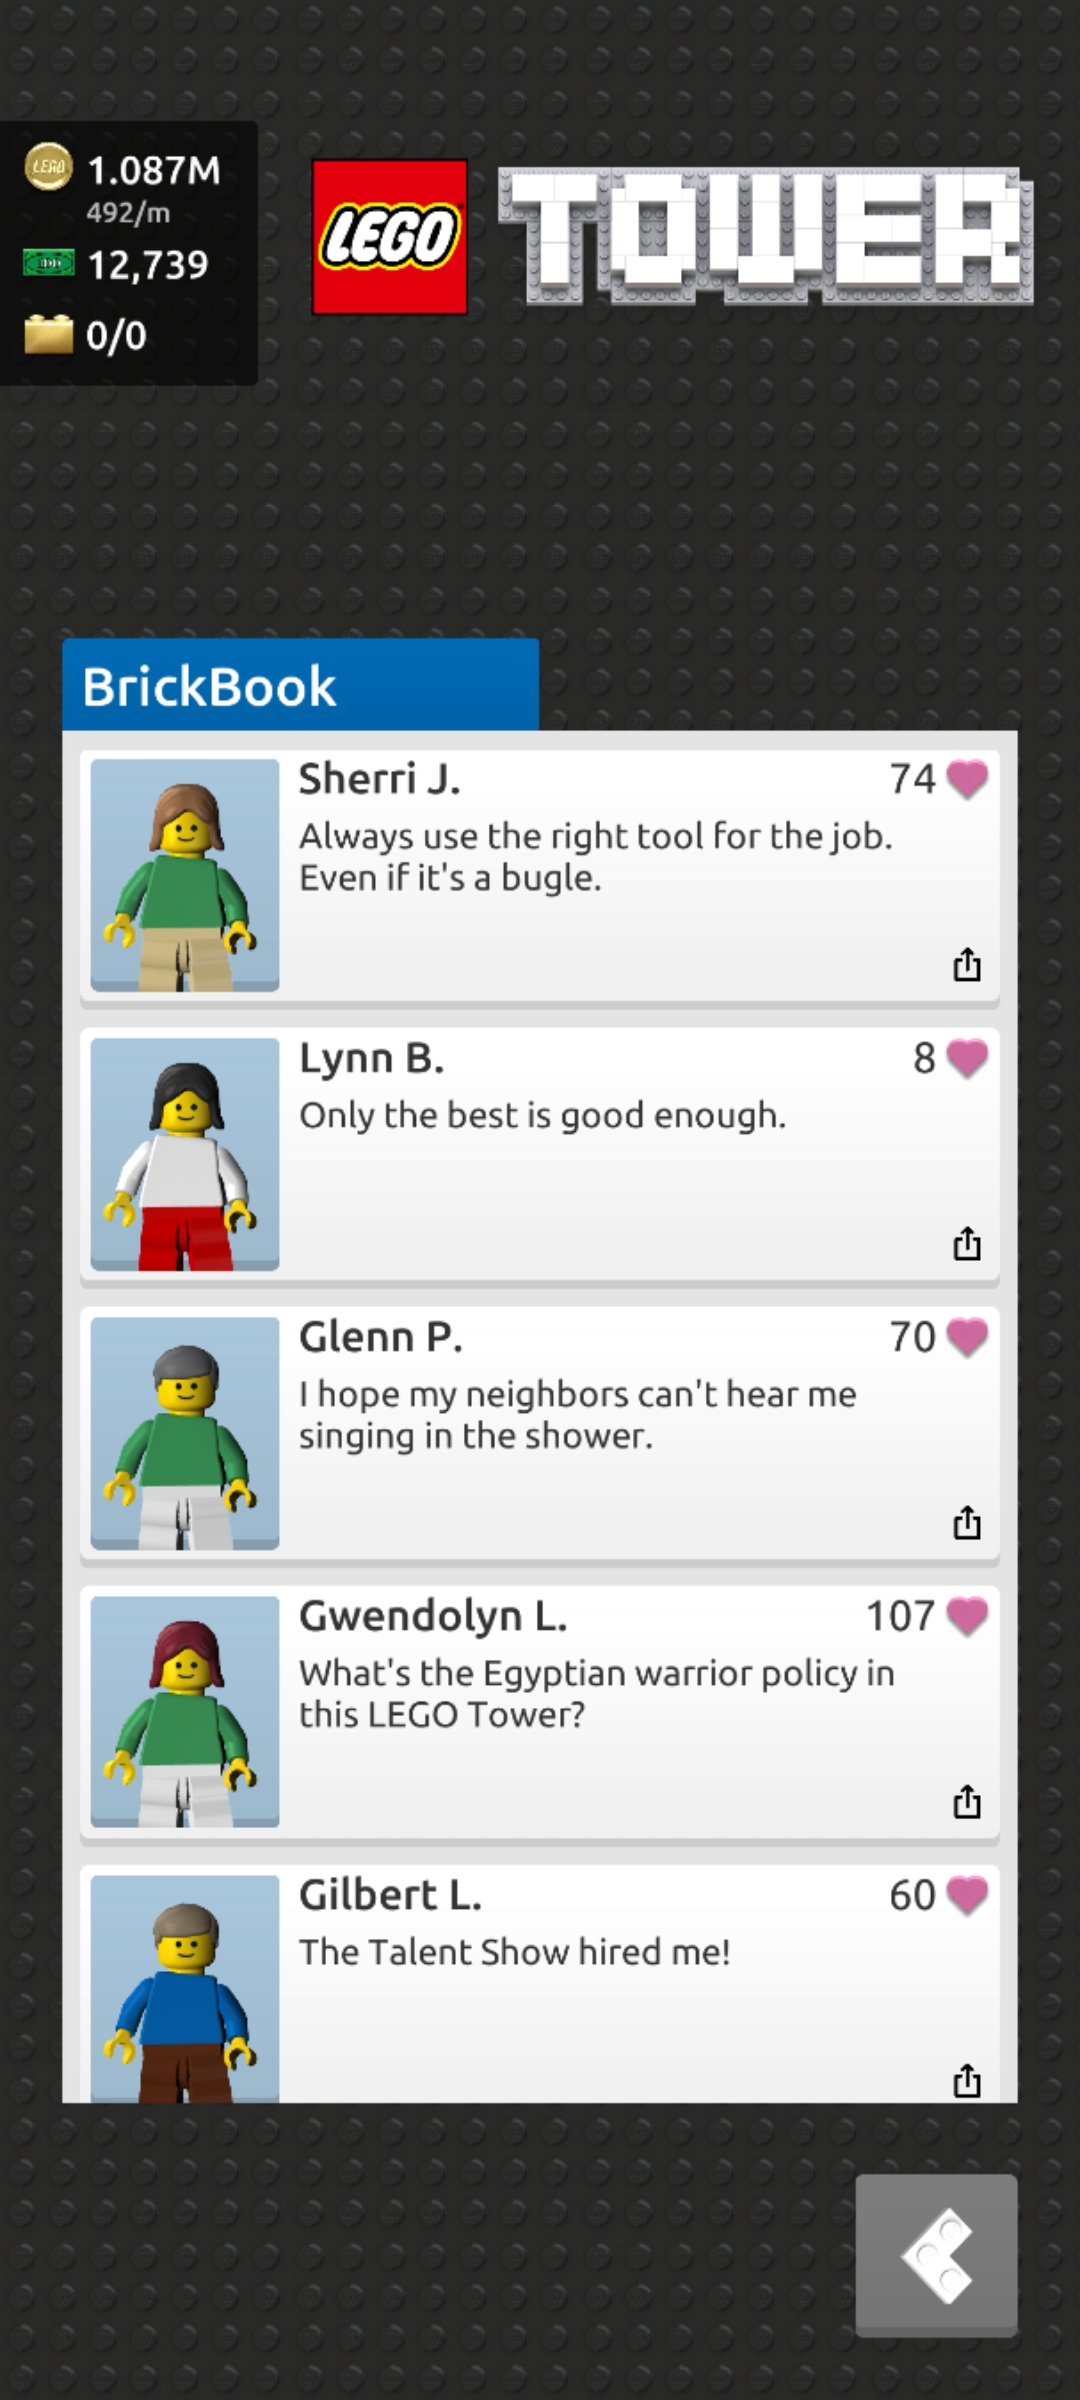 LEGO
1.087M
492/m
12,739
0/0
LEGO
TOWER
BrickBook
Sherri J.
74
Always use the right tool for the job.
Even if it's a bugle.
Lynn B.
8
Only the best is good enough.
Glenn P.
70
I hope my neighbors can't hear me
singing in the shower.
Gwendolyn L.
107
What's the Egyptian warrior policy in
this LEGO Tower?
Gilbert L.
60
The Talent Show hired me!